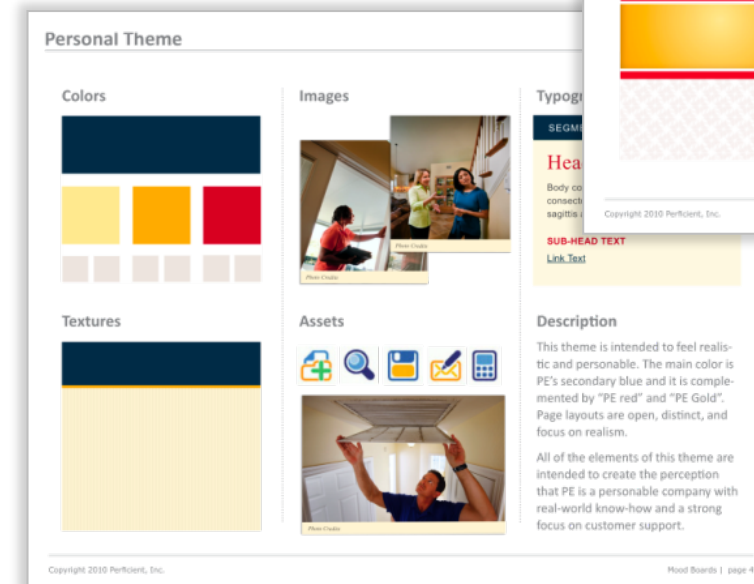 Personal Theme
Colors
Images
Typogr
SEGME
Hea
Body co
consect
sagittis
SUB-HEAD TEXT
Link Text
Photo Credits
Photo Credits
Textures
Assets
Description
This theme is intended to feel realis-
tic and personable. The main color is
PE's secondary blue and it is comple-
mented by "PE red" and "PE Gold".
Page layouts are open, distinct, and
focus on realism.
All of the elements of this theme are
intended to create the perception
that PE is a personable company with
real-world know-how and a strong
focus on customer support.
Photo Credits
Copyright 2010 Perficient, Inc.
Mood Boards | page
Copyright 2010 Perficient, Inc.